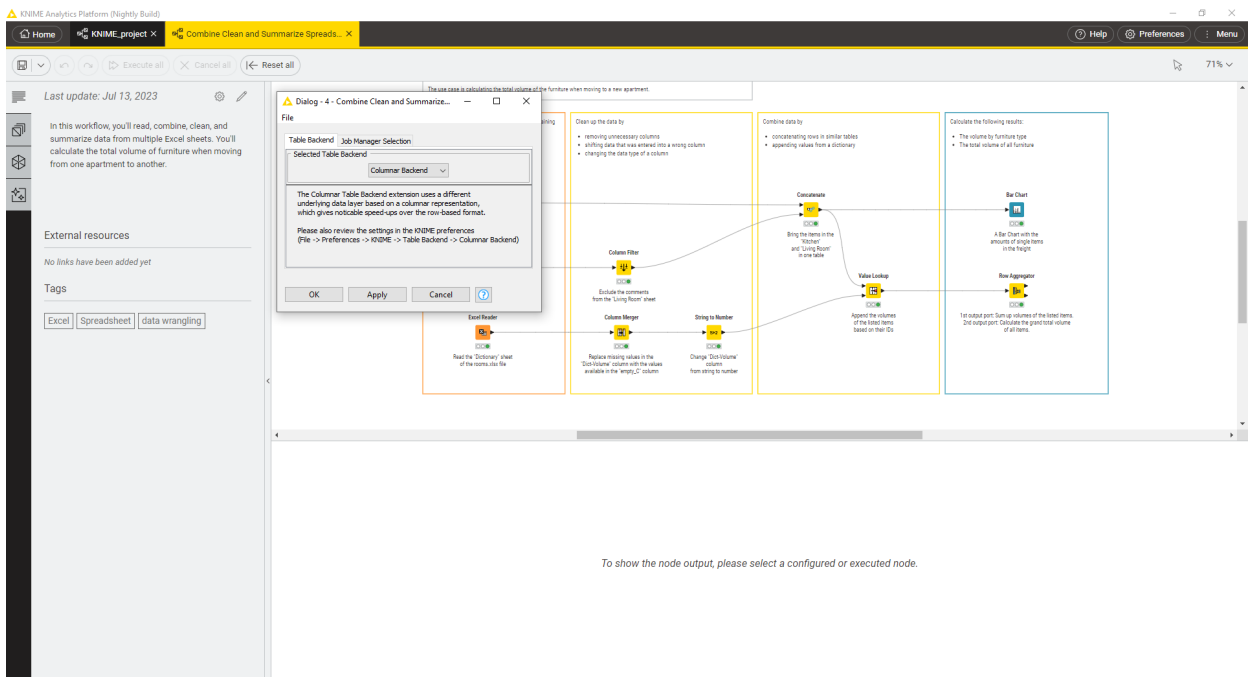 KNIME Analytics Platform (Nightly Build)
Home
KNIME_project
Combine Clean and Summarize Spreads...
Help
Preferences
Menu
Execute all
Cancel all
Reset all
71%
Last update: Jul 13, 2023
In this workflow, you'll read, combine, clean, and
summarize data from multiple Excel sheets. You'll
calculate the total volume of furniture when moving
from one apartment to another.
External resources
No links have been added yet
Tags
Excel
Spreadsheet
data wrangling
The use case is calculating the total volume of the furniture when moving to a new apartment.
Dialog - 4 - Combine Clean and Summarize...
File
Table Backend
Job Manager Selection
Selected Table Backend
Columnar Backend
The Columnar Table Backend extension uses a different
underlying data layer based on a columnar representation,
which gives noticable speed-ups over the row-based format.
Please also review the settings in the KNIME preferences
(File -> Preferences -> KNIME -> Table Backend -> Columnar Backend)
OK
Apply
Cancel
?
Excel Reader
Read the "Dictionary" sheet
of the rooms.xlsx file
Clean up the data by
• removing unnecessary columns
• shifting data that was entered into a wrong column
• changing the data type of a column
Column Filter
Exclude the comments
from the "Living Room" sheet
Column Merger
Replace missing values in the
"Dict-Volume" column with the values
available in the "empty_C" column
String to Number
Change "Dict-Volume"
column
from string to number
Combine data by
• concatenating rows in similar tables
• appending values from a dictionary
Concatenate
Bring the items in the
"Kitchen"
and "Living Room"
in one table
Value Lookup
Append the volumes
of the listed items
based on their IDs
Calculate the following results:
• The volume by furniture type
• The total volume of all furniture
Bar Chart
A Bar Chart with the
amounts of single items
in the freight
Row Aggregator
1st output port: Sum up volumes of the listed items.
2nd output port: Calculate the grand total volume
of all items.
To show the node output, please select a configured or executed node.